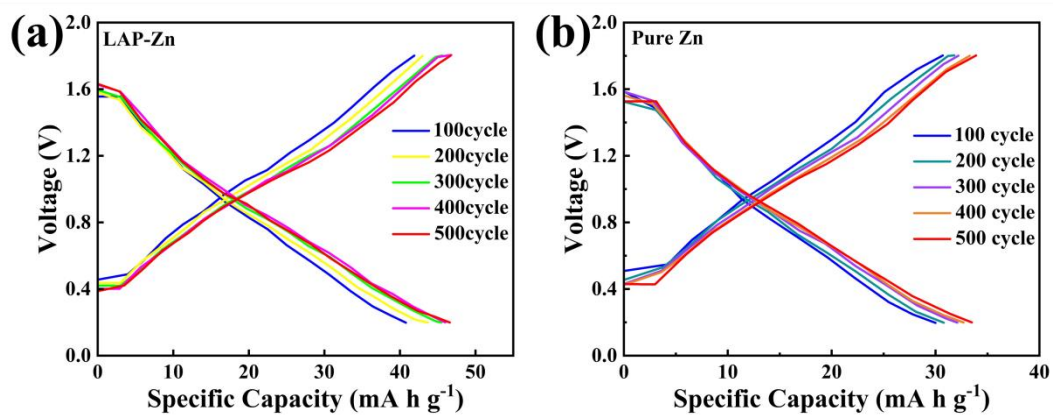 (a)
LAP-Zn
Voltage (V)
2.0
1.6
1.2
0.8
0.4
0.0
100cycle
200cycle
300cycle
400cycle
500cycle
0 10 20 30 40 50
Specific Capacity (mA h g⁻¹)
(b)
Pure Zn
Voltage (V)
2.0
1.6
1.2
0.8
0.4
0.0
100 cycle
200 cycle
300 cycle
400 cycle
500 cycle
0 10 20 30 40
Specific Capacity (mA h g⁻¹)